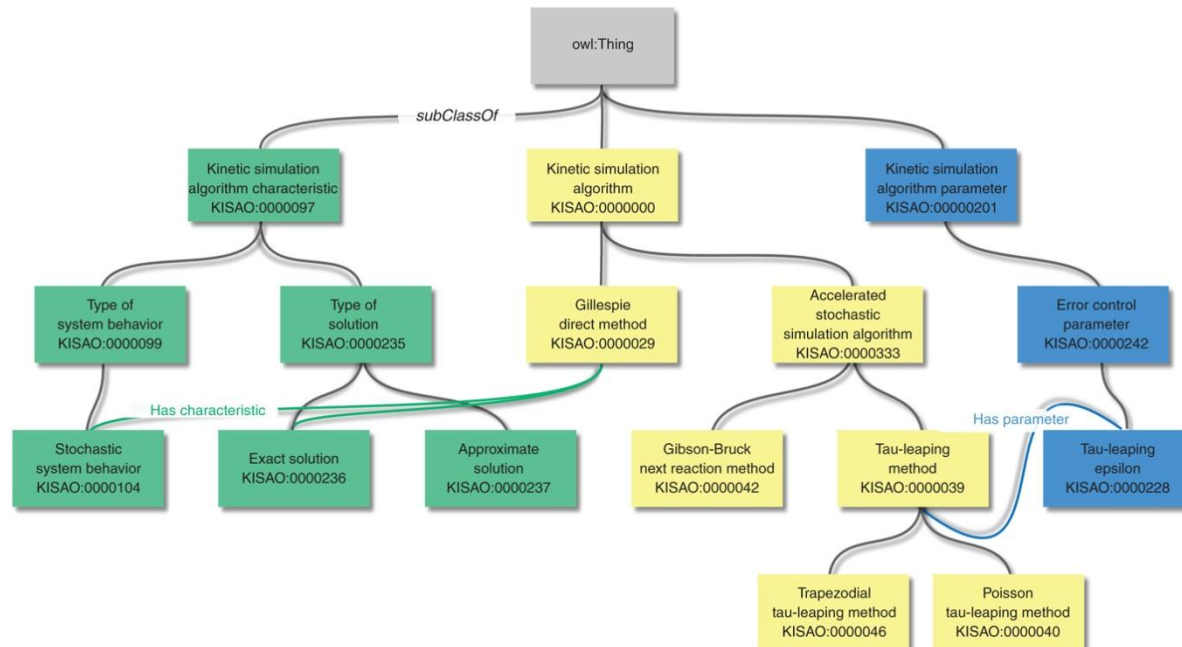 owl:Thing
subClassOf
Kinetic simulation
algorithm characteristic
KISAO:0000097
Kinetic simulation
algorithm
KISAO:0000000
Kinetic simulation
algorithm parameter
KISAO:00000201
Type of
system behavior
KISAO:0000099
Type of
solution
KISAO:0000235
Gillespie
direct method
KISAO:0000029
Accelerated
stochastic
simulation algorithm
KISAO:0000333
Error control
parameter
KISAO:0000242
Has characteristic
Has parameter
Stochastic
system behavior
KISAO:0000104
Exact solution
KISAO:0000236
Approximate
solution
KISAO:0000237
Gibson-Bruck
next reaction method
KISAO:0000042
Tau-leaping
method
KISAO:0000039
Tau-leaping
epsilon
KISAO:0000228
Trapezodial
tau-leaping method
KISAO:0000046
Poisson
tau-leaping method
KISAO:0000040